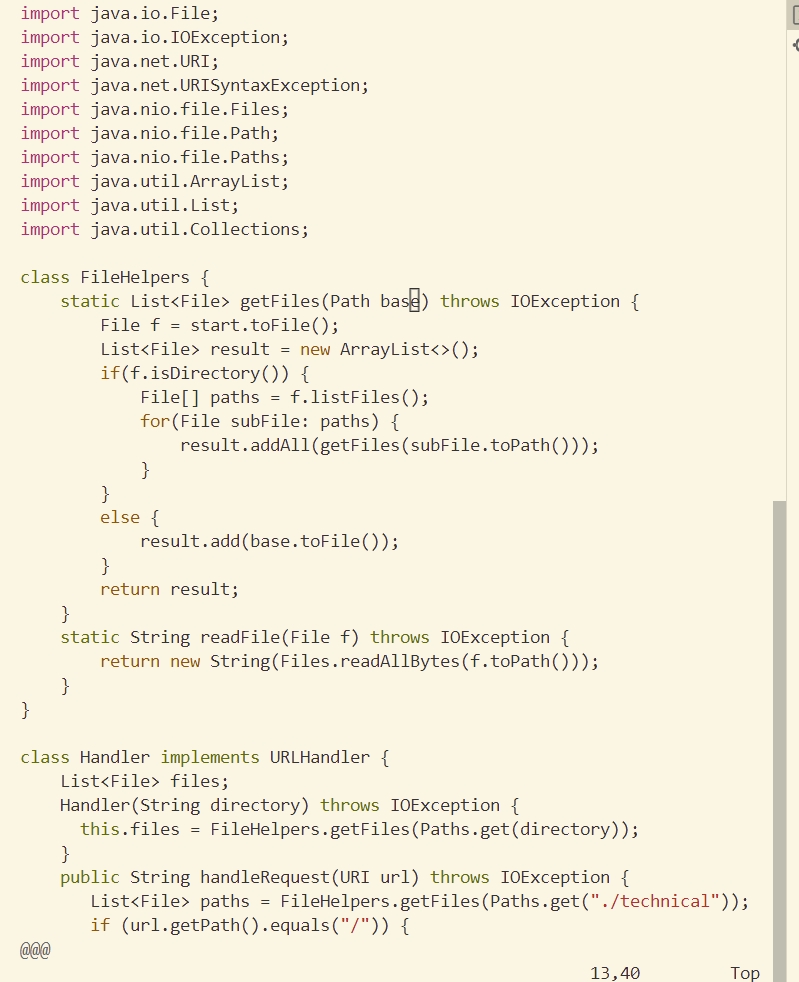 import java.io.File;
import java.io.IOException;
import java.net.URI;
import java.net.URISyntaxException;
import java.nio.file.Files;
import java.nio.file.Path;
import java.nio.file.Paths;
import java.util.ArrayList;
import java.util.List;
import java.util.Collections;

class FileHelpers {
    static List<File> getFiles(Path base) throws IOException {
        File f = start.toFile();
        List<File> result = new ArrayList<>();
        if(f.isDirectory()) {
            File[] paths = f.listFiles();
            for(File subFile: paths) {
                result.addAll(getFiles(subFile.toPath()));
            }
        }
        else {
            result.add(base.toFile());
        }
        return result;
    }
    static String readFile(File f) throws IOException {
        return new String(Files.readAllBytes(f.toPath()));
    }
}

class Handler implements URLHandler {
    List<File> files;
    Handler(String directory) throws IOException {
      this.files = FileHelpers.getFiles(Paths.get(directory));
    }
    public String handleRequest(URI url) throws IOException {
       List<File> paths = FileHelpers.getFiles(Paths.get("./technical"));
       if (url.getPath().equals("/")) {
@@@
13,40 Top